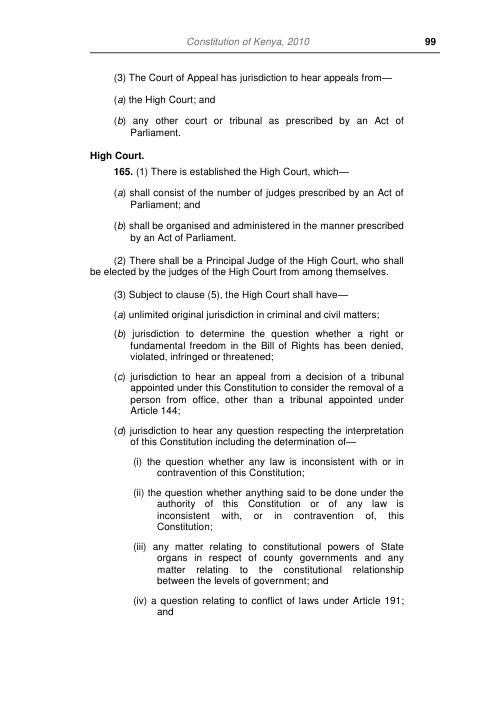 Constitution of Kenya, 2010 99
(3) The Court of Appeal has jurisdiction to hear appeals from—
(a) the High Court; and
(b) any other court or tribunal as prescribed by an Act of
Parliament.
High Court.
165. (1) There is established the High Court, which—
(a) shall consist of the number of judges prescribed by an Act of
Parliament; and
(b) shall be organised and administered in the manner prescribed
by an Act of Parliament.
(2) There shall be a Principal Judge of the High Court, who shall
be elected by the judges of the High Court from among themselves.
(3) Subject to clause (5), the High Court shall have—
(a) unlimited original jurisdiction in criminal and civil matters;
(b) jurisdiction to determine the question whether a right or
fundamental freedom in the Bill of Rights has been denied,
violated, infringed or threatened;
(c) jurisdiction to hear an appeal from a decision of a tribunal
appointed under this Constitution to consider the removal of a
person from office, other than a tribunal appointed under
Article 144;
(d) jurisdiction to hear any question respecting the interpretation
of this Constitution including the determination of—
(i) the question whether any law is inconsistent with or in
contravention of this Constitution;
(ii) the question whether anything said to be done under the
authority of this Constitution or of any law is
inconsistent with, or in contravention of, this
Constitution;
(iii) any matter relating to constitutional powers of State
organs in respect of county governments and any
matter relating to the constitutional relationship
between the levels of government; and
(iv) a question relating to conflict of laws under Article 191;
and